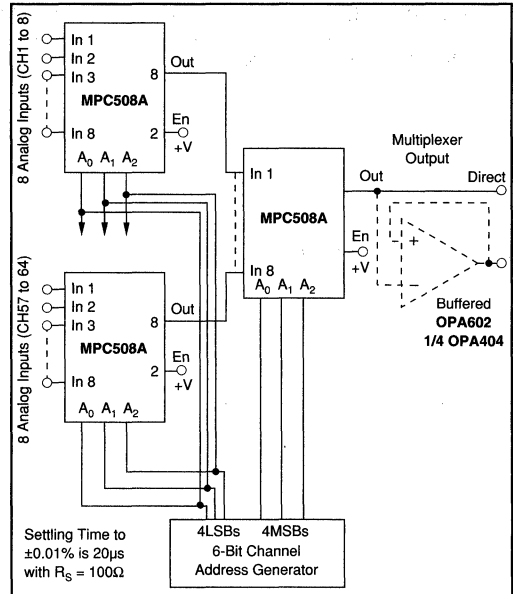 8 Analog Inputs (CH1 to 8)
In 1
In 2
In 3
In 8
MPC508A
8
Out
2
En
+V
A0 A1 A2
8 Analog Inputs (CH57 to 64)
In 1
In 2
In 3
In 8
MPC508A
8
Out
2
En
+V
A0 A1 A2
In 1
MPC508A
In 8
A0 A1 A2
Out
En
+V
Multiplexer
Output
Direct
+
−
Buffered
OPA602
1/4 OPA404
4LSBs 4MSBs
6-Bit Channel
Address Generator
Settling Time to
±0.01% is 20µs
with RS = 100Ω